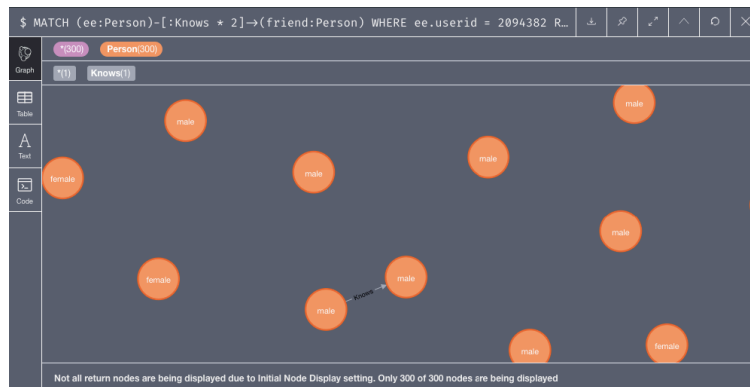 $ MATCH (ee:Person)-[:Knows * 2]->(friend:Person) WHERE ee.userid = 2094382 R…
*(300) Person(300)
Graph
*(1) Knows(1)
Table
Text
Code
male
male
male
male
female
male
female
male
Knows
male
male
female
Not all return nodes are being displayed due to Initial Node Display setting. Only 300 of 300 nodes are being displayed